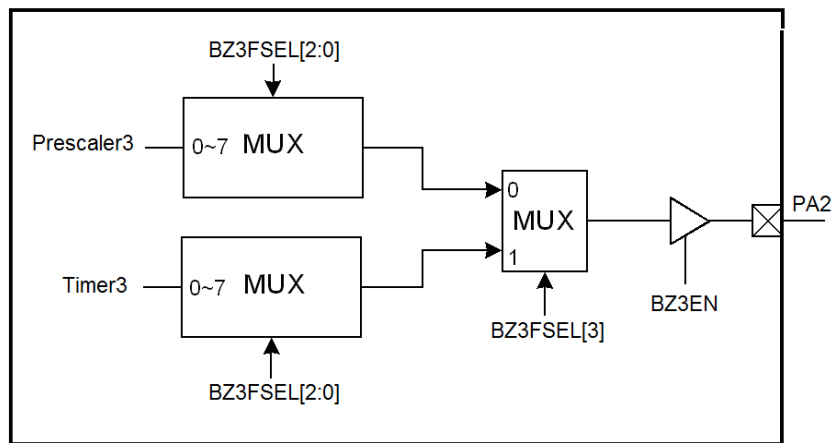 BZ3FSEL[2:0]
Prescaler3
0~7 MUX
0
MUX
1
PA2
Timer3
0~7 MUX
BZ3EN
BZ3FSEL[3]
BZ3FSEL[2:0]